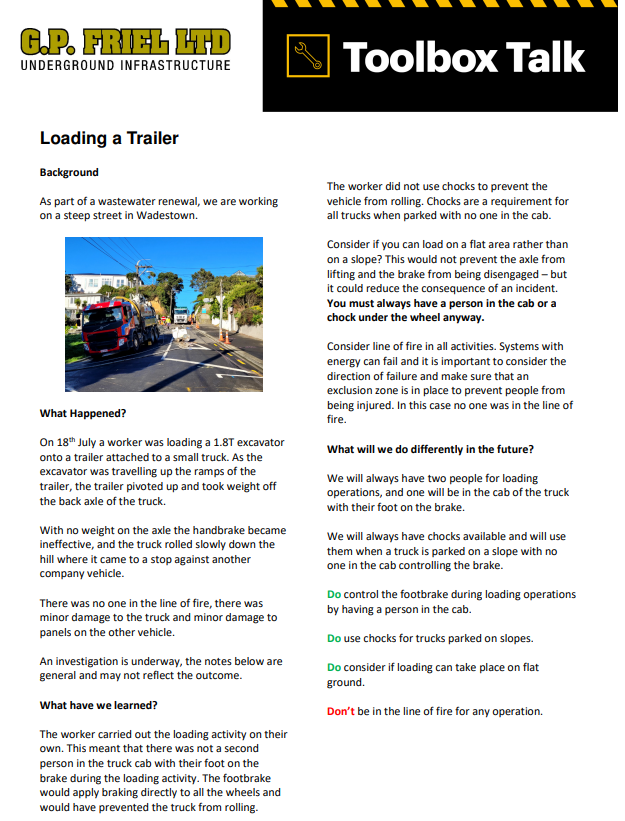 G.P. FRIEL LTD
UNDERGROUND INFRASTRUCTURE
Toolbox Talk
Loading a Trailer
Background
As part of a wastewater renewal, we are working
on a steep street in Wadestown.
What Happened?
On 18th July a worker was loading a 1.8T excavator
onto a trailer attached to a small truck. As the
excavator was travelling up the ramps of the
trailer, the trailer pivoted up and took weight off
the back axle of the truck.
With no weight on the axle the handbrake became
ineffective, and the truck rolled slowly down the
hill where it came to a stop against another
company vehicle.
There was no one in the line of fire, there was
minor damage to the truck and minor damage to
panels on the other vehicle.
An investigation is underway, the notes below are
general and may not reflect the outcome.
What have we learned?
The worker carried out the loading activity on their
own. This meant that there was not a second
person in the truck cab with their foot on the
brake during the loading activity. The footbrake
would apply braking directly to all the wheels and
would have prevented the truck from rolling.
The worker did not use chocks to prevent the
vehicle from rolling. Chocks are a requirement for
all trucks when parked with no one in the cab.
Consider if you can load on a flat area rather than
on a slope? This would not prevent the axle from
lifting and the brake from being disengaged – but
it could reduce the consequence of an incident.
You must always have a person in the cab or a
chock under the wheel anyway.
Consider line of fire in all activities. Systems with
energy can fail and it is important to consider the
direction of failure and make sure that an
exclusion zone is in place to prevent people from
being injured. In this case no one was in the line of
fire.
What will we do differently in the future?
We will always have two people for loading
operations, and one will be in the cab of the truck
with their foot on the brake.
We will always have chocks available and will use
them when a truck is parked on a slope with no
one in the cab controlling the brake.
Do control the footbrake during loading operations
by having a person in the cab.
Do use chocks for trucks parked on slopes.
Do consider if loading can take place on flat
ground.
Don't be in the line of fire for any operation.